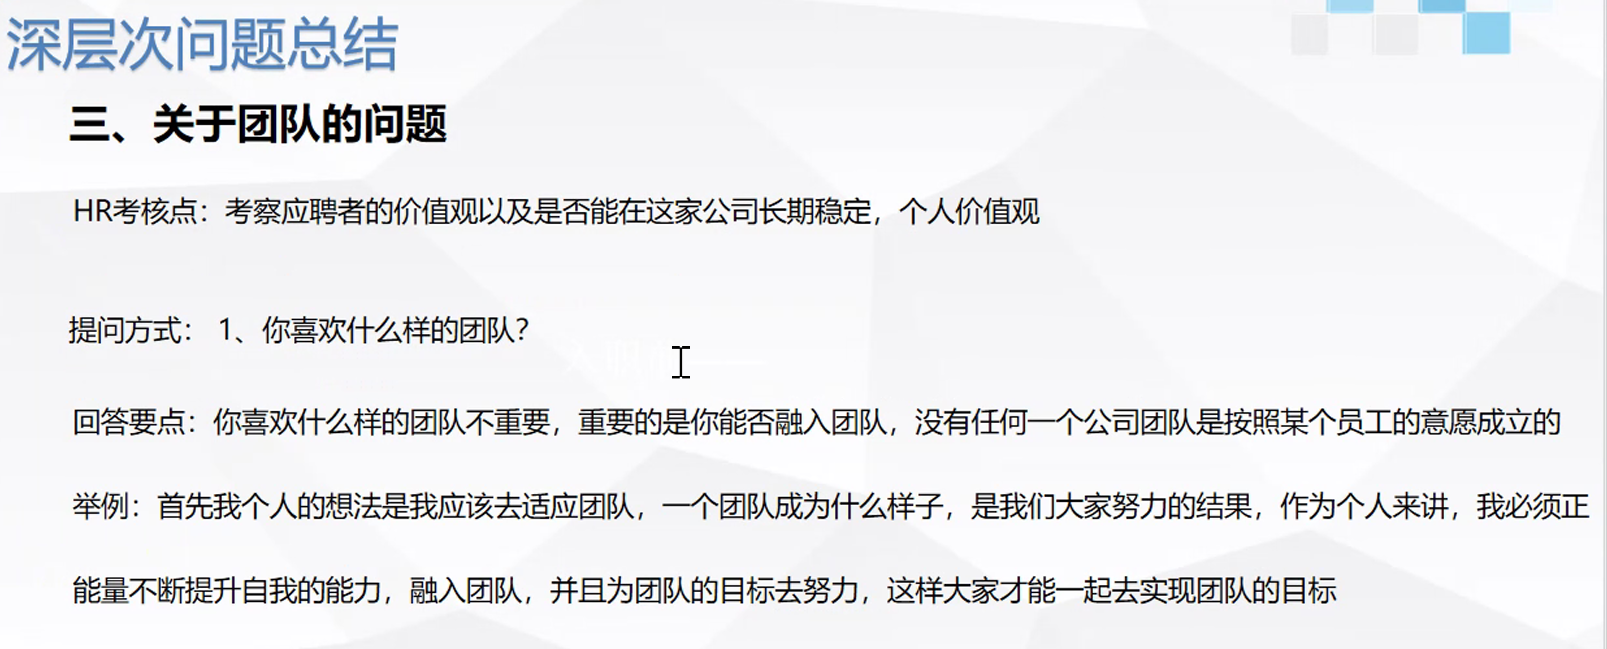 深层次问题总结
三、关于团队的问题
HR考核点：考察应聘者的价值观以及是否能在这家公司长期稳定，个人价值观
提问方式： 1、你喜欢什么样的团队？
回答要点：你喜欢什么样的团队不重要，重要的是你能否融入团队，没有任何一个公司团队是按照某个员工的意愿成立的
举例：首先我个人的想法是我应该去适应团队，一个团队成为什么样子，是我们大家努力的结果，作为个人来讲，我必须正
能量不断提升自我的能力，融入团队，并且为团队的目标去努力，这样大家才能一起去实现团队的目标